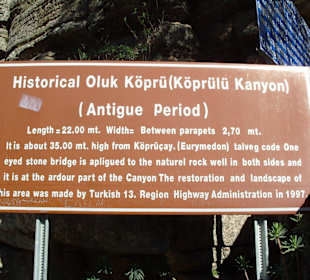 Historical Oluk Köprü(Köprülü Kanyon)
(Antigue Period)
Length=22.00 mt. Width= Between parapets 2,70 mt.
It is about 35.00 mt. high from Köprüçay. (Eurymedon) talveg code One
eyed stone bridge is apligued to the naturel rock well in both sides and
it is at the ardour part of the Canyon The restoration and landscape of
this area was made by Turkish 13. Region Highway Administration in 1997.